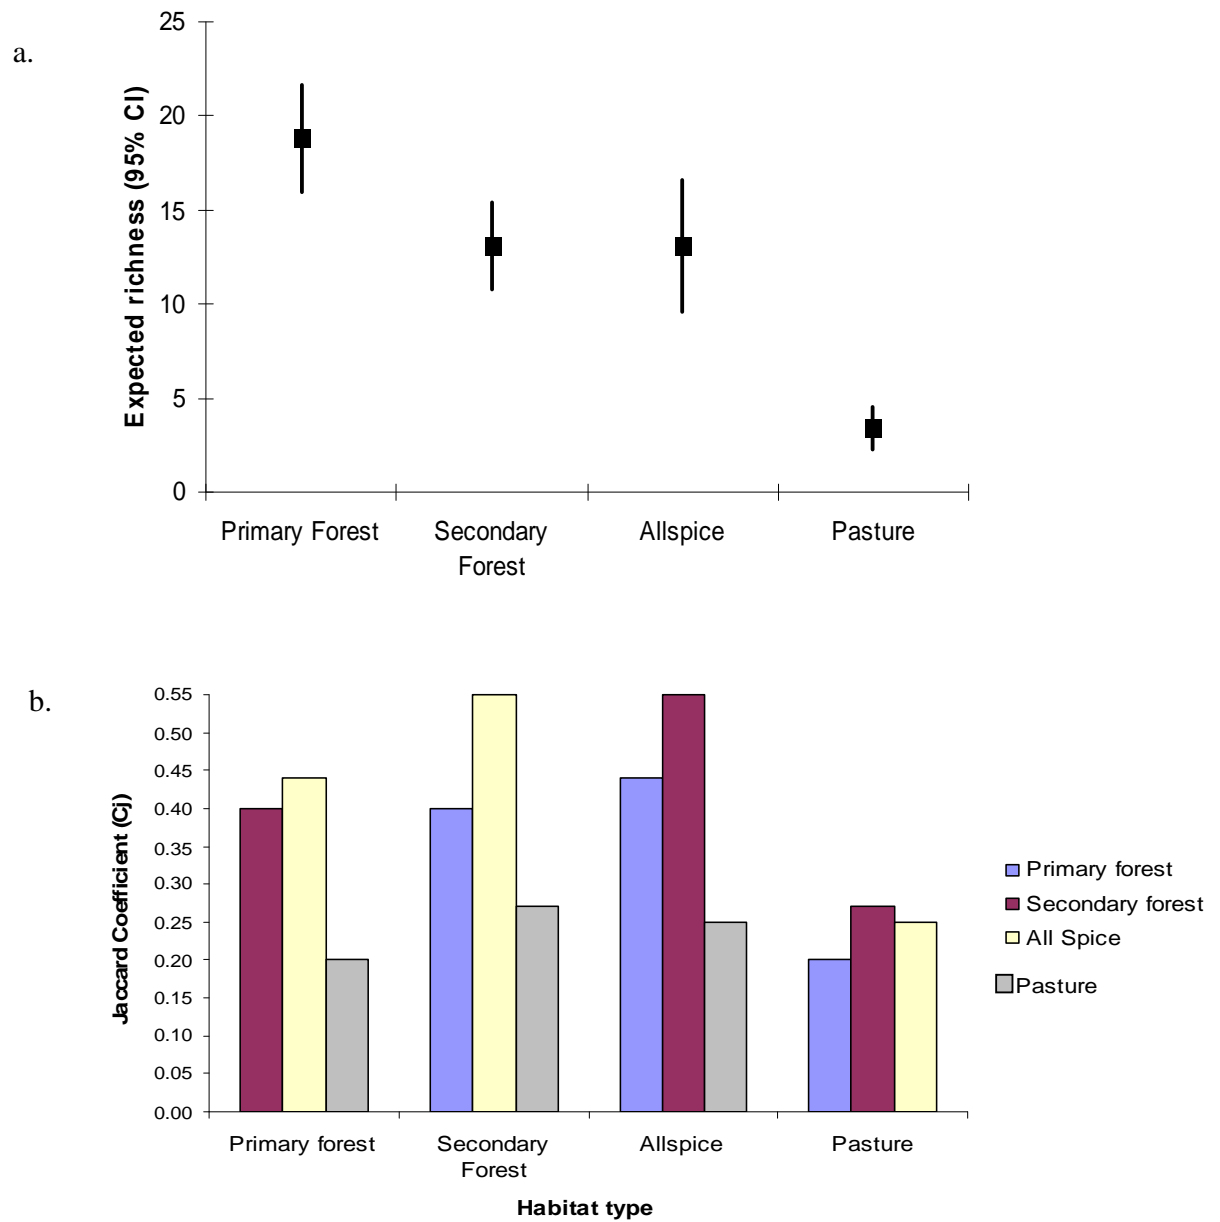 a.
Expected richness (95% CI)
25
20
15
10
5
0
Primary Forest
Secondary
Forest
Allspice
Pasture
b.
Jaccard Coefficient (Cj)
0.55
0.50
0.45
0.40
0.35
0.30
0.25
0.20
0.15
0.10
0.05
0.00
Primary forest
Secondary
Forest
Allspice
Pasture
Habitat type
Primary forest
Secondary forest
All Spice
Pasture